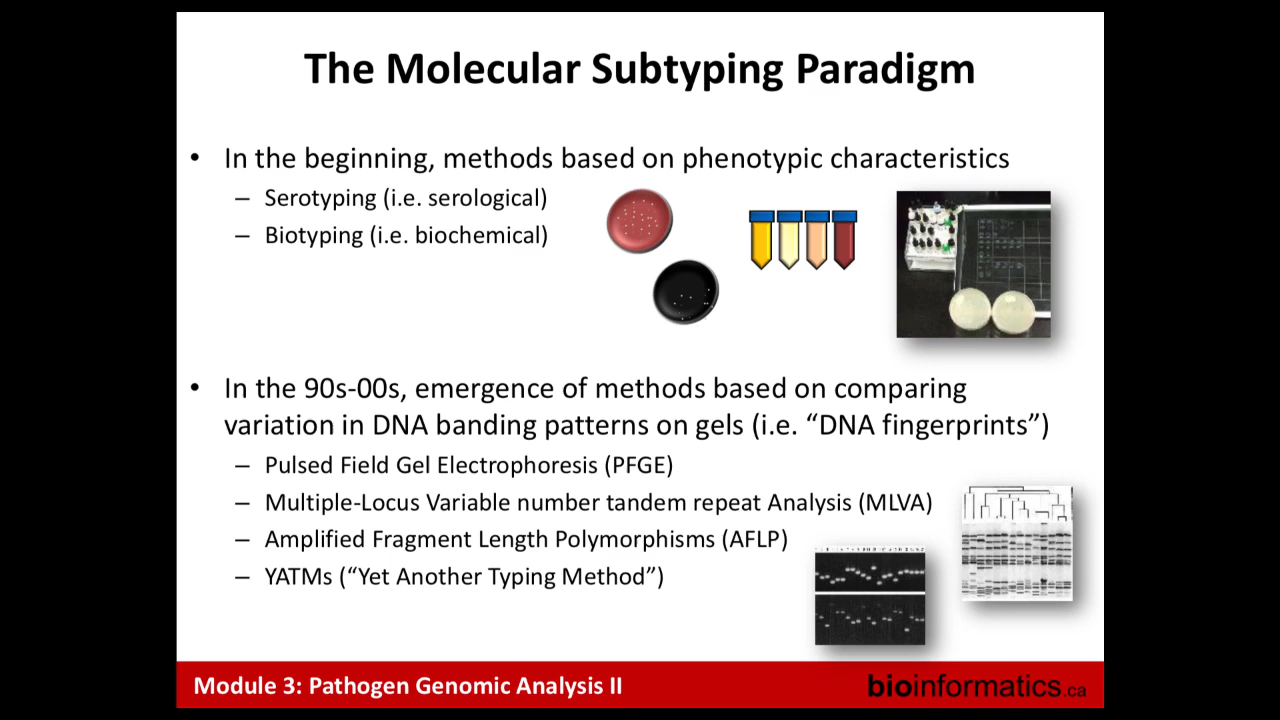 The Molecular Subtyping Paradigm
• In the beginning, methods based on phenotypic characteristics
– Serotyping (i.e. serological)
– Biotyping (i.e. biochemical)
• In the 90s-00s, emergence of methods based on comparing
variation in DNA banding patterns on gels (i.e. “DNA fingerprints”)
– Pulsed Field Gel Electrophoresis (PFGE)
– Multiple-Locus Variable number tandem repeat Analysis (MLVA)
– Amplified Fragment Length Polymorphisms (AFLP)
– YATMs (“Yet Another Typing Method”)
Module 3: Pathogen Genomic Analysis II
bioinformatics.ca